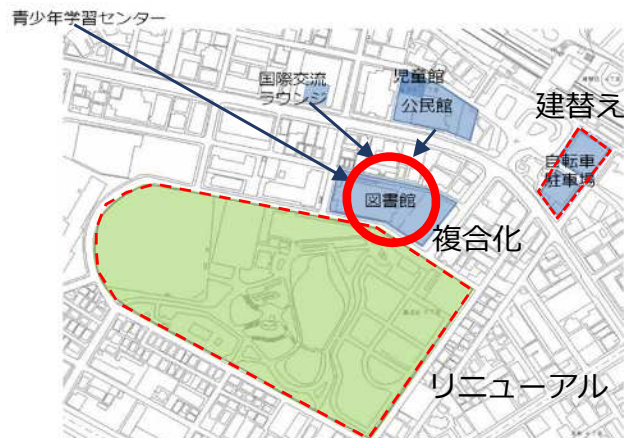 青少年学習センター
国際交流
ラウンジ
児童館
公民館
建替え
自転車
駐車場
図書館
複合化
リニューアル